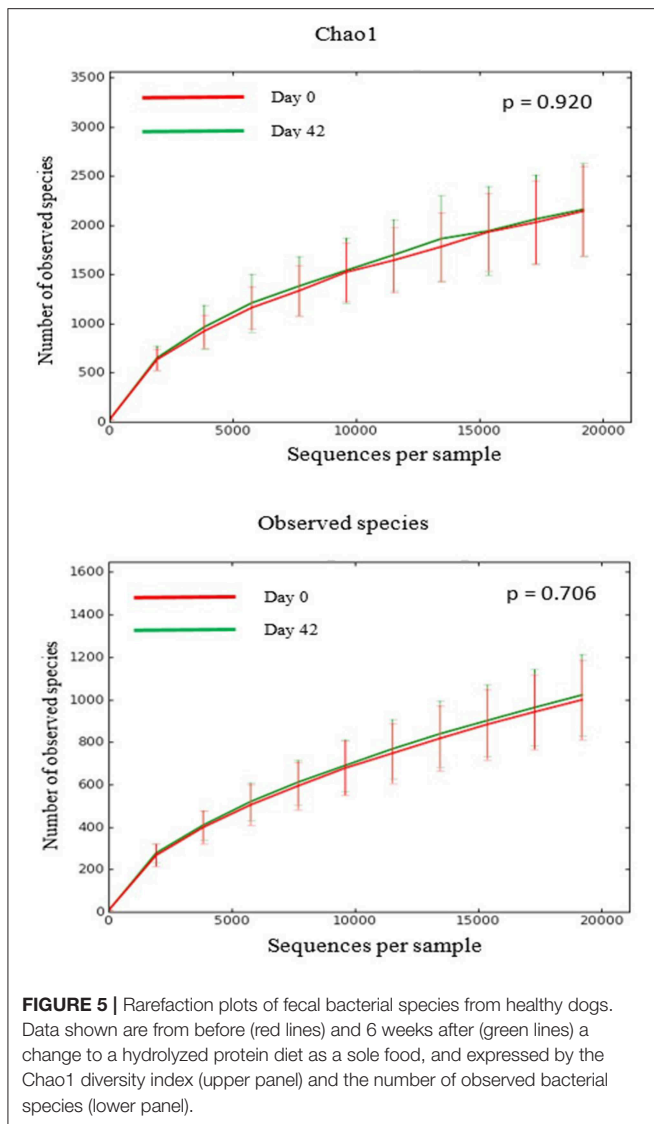 Chao1
3500
3000
2500
2000
1500
1000
500
0
Number of observed species
Day 0
Day 42
p = 0.920
0 5000 10000 15000 20000
Sequences per sample
Observed species
1600
1400
1200
1000
800
600
400
200
0
Number of observed species
Day 0
Day 42
p = 0.706
0 5000 10000 15000 20000
Sequences per sample
FIGURE 5 | Rarefaction plots of fecal bacterial species from healthy dogs.
Data shown are from before (red lines) and 6 weeks after (green lines) a
change to a hydrolyzed protein diet as a sole food, and expressed by the
Chao1 diversity index (upper panel) and the number of observed bacterial
species (lower panel).